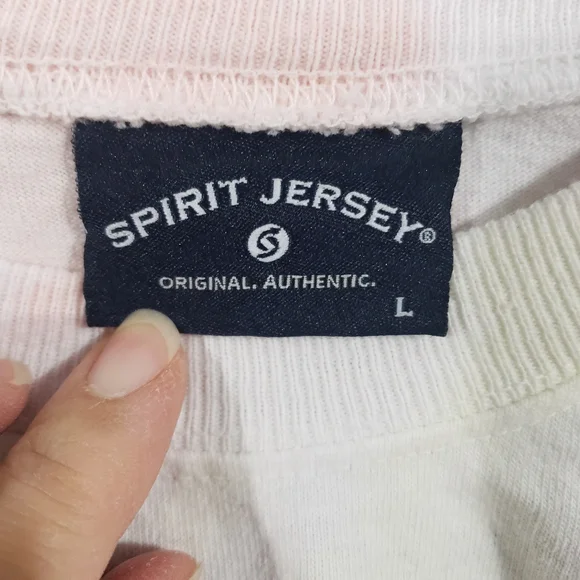 SPIRIT JERSEY®
S
ORIGINAL. AUTHENTIC.
L